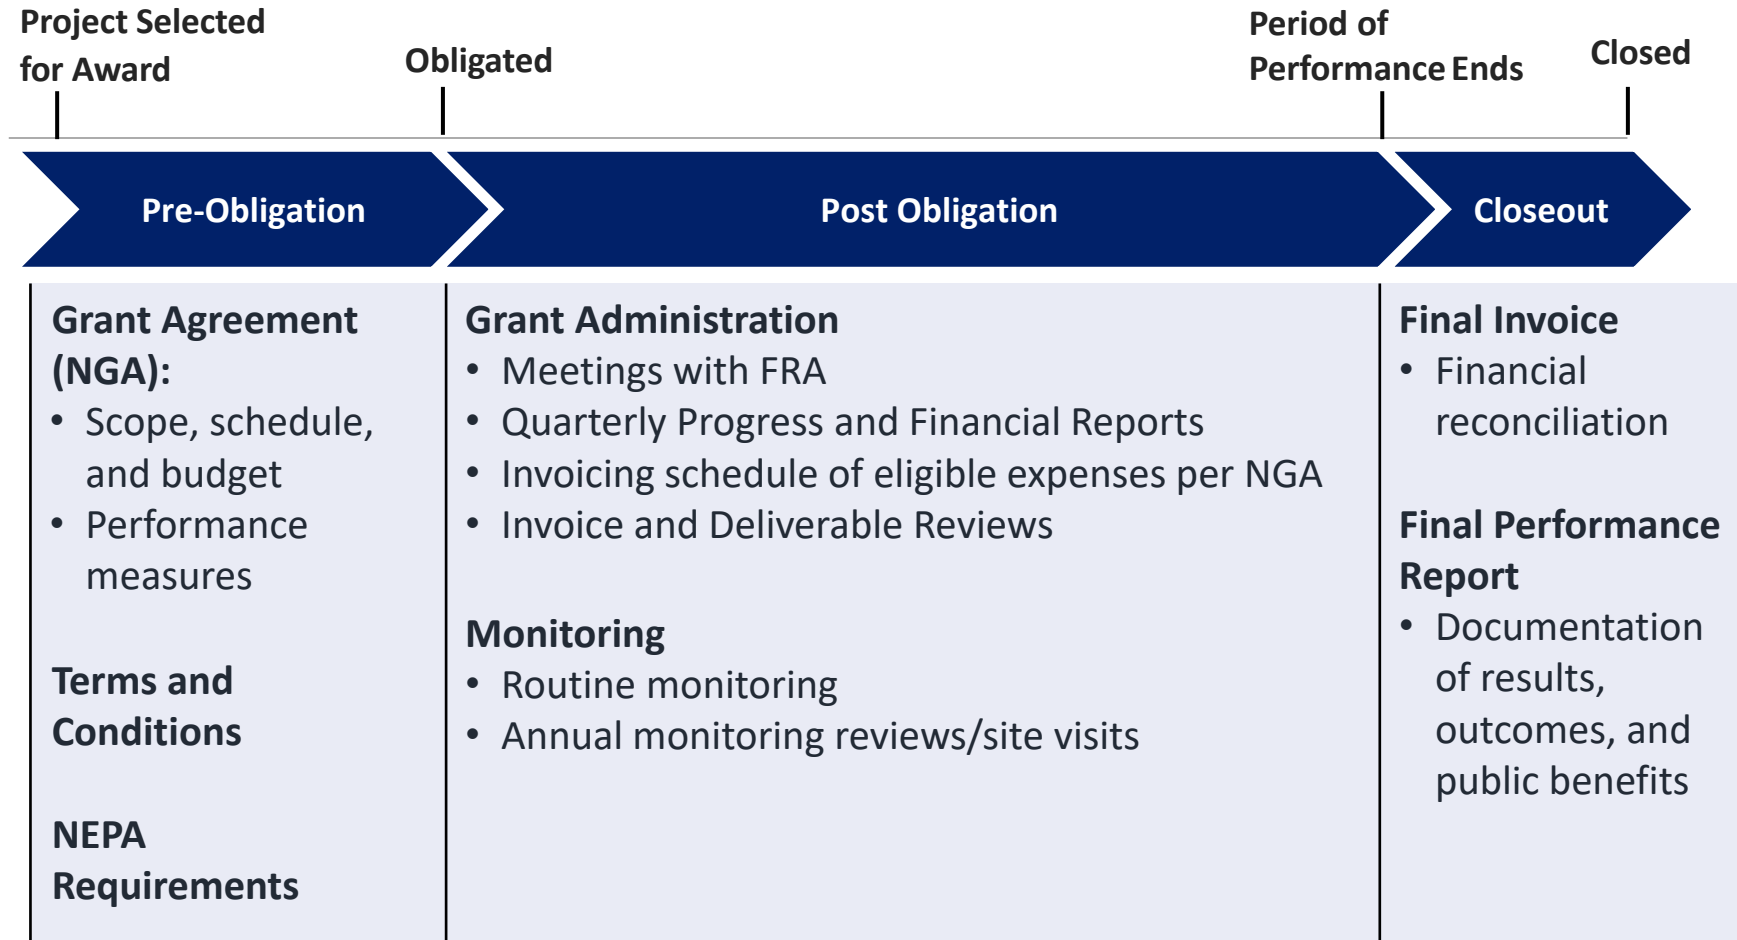 Project Selected
for Award
Obligated
Period of
Performance Ends
Closed
Pre-Obligation
Post Obligation
Closeout
Grant Agreement
(NGA):
• Scope, schedule,
and budget
• Performance
measures
Terms and
Conditions
NEPA
Requirements
Grant Administration
• Meetings with FRA
• Quarterly Progress and Financial Reports
• Invoicing schedule of eligible expenses per NGA
• Invoice and Deliverable Reviews
Monitoring
• Routine monitoring
• Annual monitoring reviews/site visits
Final Invoice
• Financial
reconciliation
Final Performance
Report
• Documentation
of results,
outcomes, and
public benefits